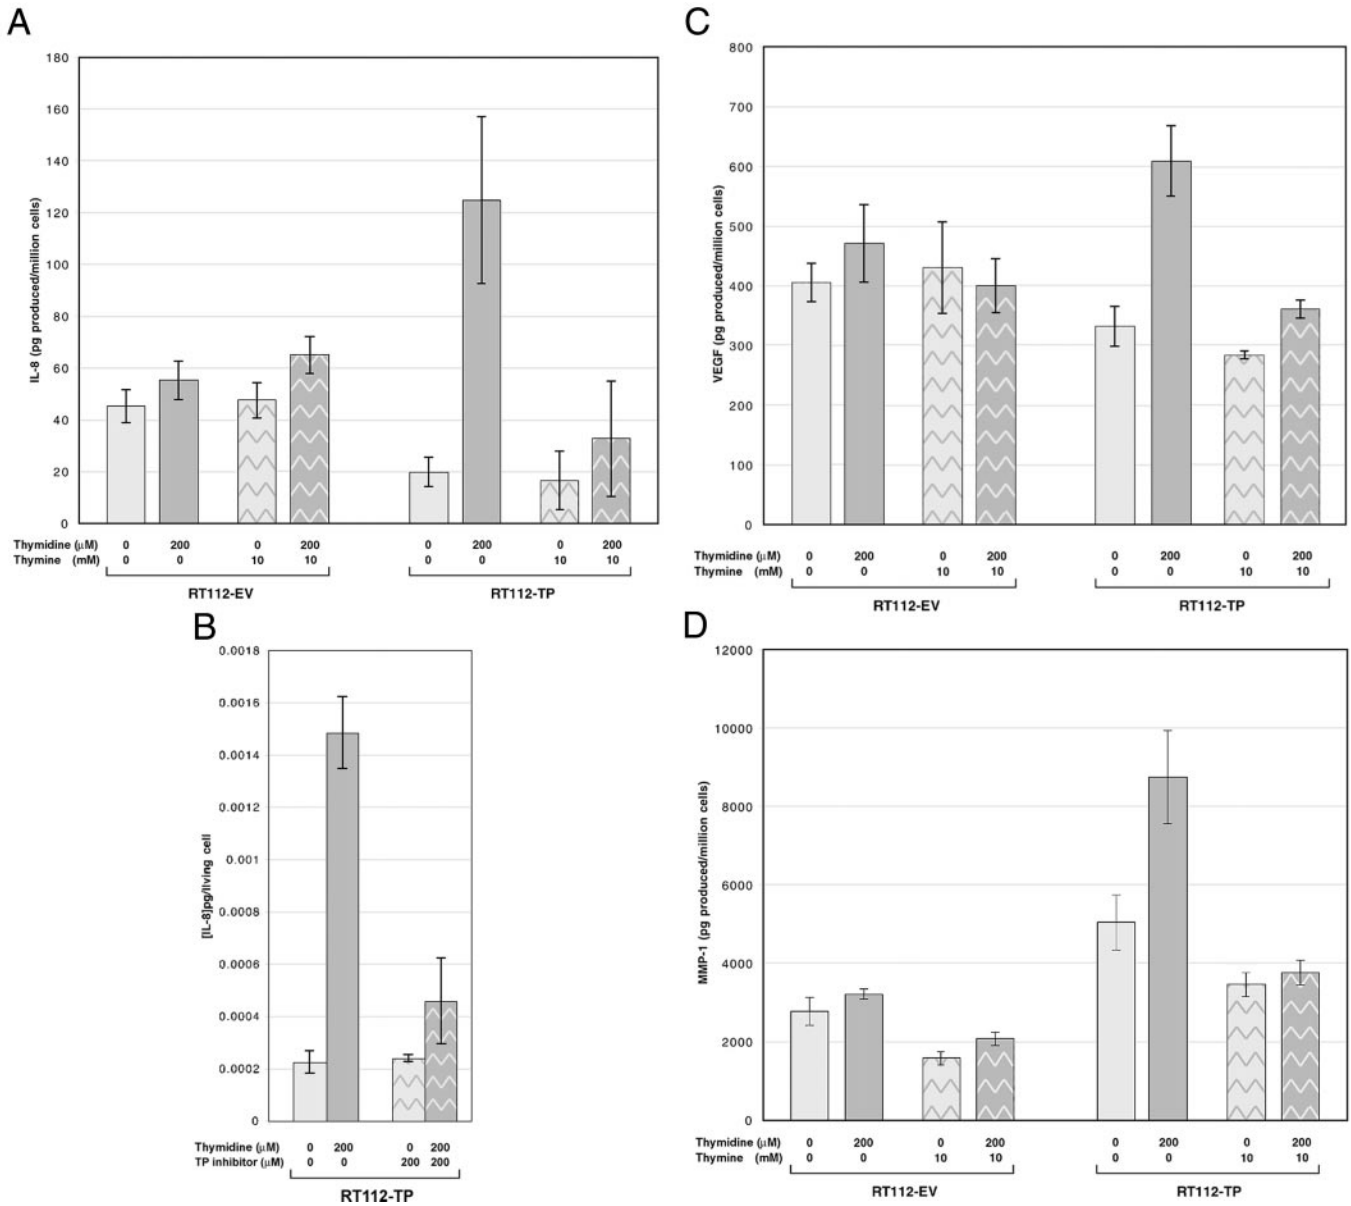 A
180
160
140
120
100
80
60
40
20
0
IL-8 (pg produced/million cells)
Thymidine (μM) 0 200 0 200 0 200 0 200
Thymine (mM) 0 0 10 10 0 0 10 10
RT112-EV RT112-TP
B
0.0018
0.0016
0.0014
0.0012
0.001
0.0008
0.0006
0.0004
0.0002
0
[IL-8]pg/living cell
Thymidine (μM) 0 200 0 200
TP inhibitor (μM) 0 0 200 200
RT112-TP
C
800
700
600
500
400
300
200
100
0
VEGF (pg produced/million cells)
Thymidine (μM) 0 200 0 200 0 200 0 200
Thymine (mM) 0 0 10 10 0 0 10 10
RT112-EV RT112-TP
D
12000
10000
8000
6000
4000
2000
0
MMP-1 (pg produced/million cells)
Thymidine (μM) 0 200 0 200 0 200 0 200
Thymine (mM) 0 0 10 10 0 0 10 10
RT112-EV RT112-TP